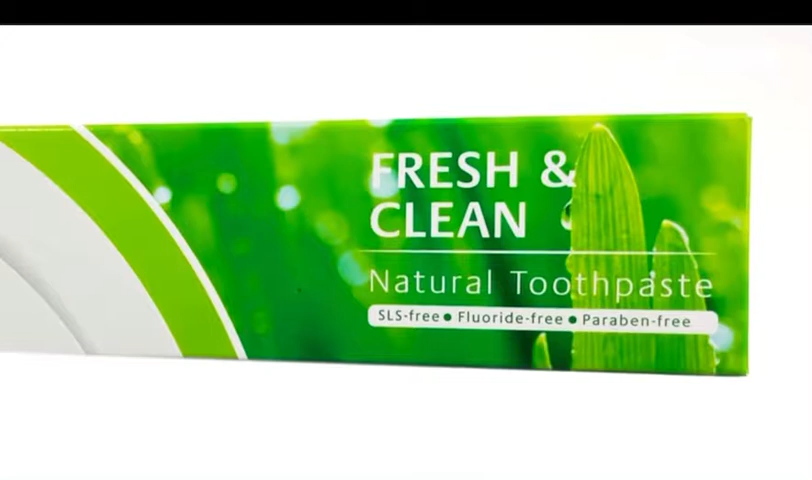 FRESH &
CLEAN
Natural Toothpaste
SLS-free • Fluoride-free • Paraben-free